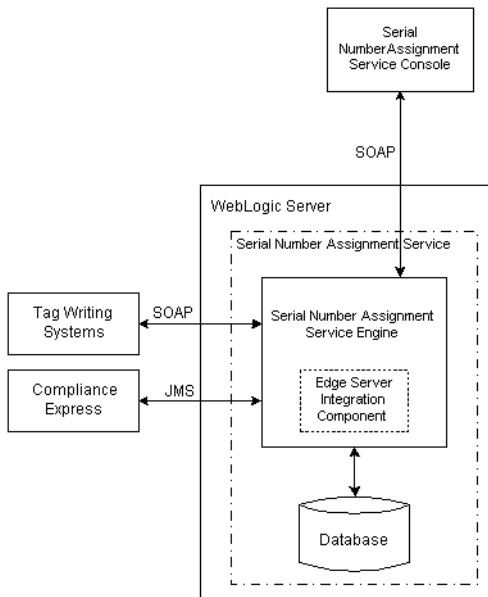 Serial
NumberAssignment
Service Console
SOAP
WebLogic Server
Serial Number Assignment Service
Tag Writing
Systems
SOAP
Serial Number Assignment
Service Engine
Compliance
Express
JMS
Edge Server
Integration
Component
Database